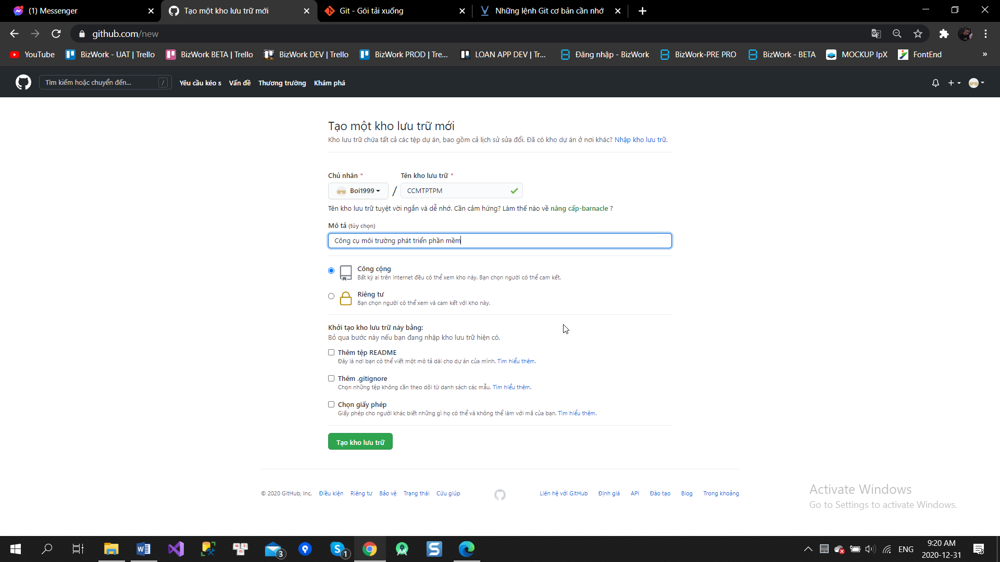 (1) Messenger
Tạo một kho lưu trữ mới
Git - Gói tải xuống
Những lệnh Git cơ bản cần nhớ
github.com/new
YouTube
BizWork - UAT | Trello
BizWork BETA | Trello
BizWork DEV | Trello
BizWork PROD | Tre...
LOAN APP DEV | Tr...
Đăng nhập - BizWork
BizWork-PRE PRO
BizWork - BETA
MOCKUP IpX
FontEnd
»
Tìm kiếm hoặc chuyển đến...
/
Yêu cầu kéo s
Vấn đề
Thương trường
Khám phá
Tạo một kho lưu trữ mới
Kho lưu trữ chứa tất cả các tệp dự án, bao gồm cả lịch sử sửa đổi. Đã có kho dự án ở nơi khác? Nhập kho lưu trữ.
Chủ nhân *
Tên kho lưu trữ *
Boi1999
/
CCMTPTPM
Tên kho lưu trữ tuyệt vời ngắn và dễ nhớ. Cần cảm hứng? Làm thế nào về nâng cấp-barnacle ?
Mô tả (tùy chọn)
Công cụ môi trường phát triển phần mềm
Công cộng
Bất kỳ ai trên internet đều có thể xem kho này. Bạn chọn người có thể cam kết.
Riêng tư
Bạn chọn người có thể xem và cam kết với kho này.
Khởi tạo kho lưu trữ này bằng:
Bỏ qua bước này nếu bạn đang nhập kho lưu trữ hiện có.
Thêm tệp README
Đây là nơi bạn có thể viết một mô tả dài cho dự án của mình. Tìm hiểu thêm.
Thêm .gitignore
Chọn những tệp không cần theo dõi từ danh sách các mẫu. Tìm hiểu thêm.
Chọn giấy phép
Giấy phép cho người khác biết những gì họ có thể và không thể làm với mã của bạn. Tìm hiểu thêm.
Tạo kho lưu trữ
© 2020 GitHub, Inc.
Điều kiện
Riêng tư
Bảo vệ
Trạng thái
Cứu giúp
Liên hệ với GitHub
Định giá
API
Đào tạo
Blog
Trong khoảng
Activate Windows
Go to Settings to activate Windows.
3
1
ENG
9:20 AM
2020-12-31